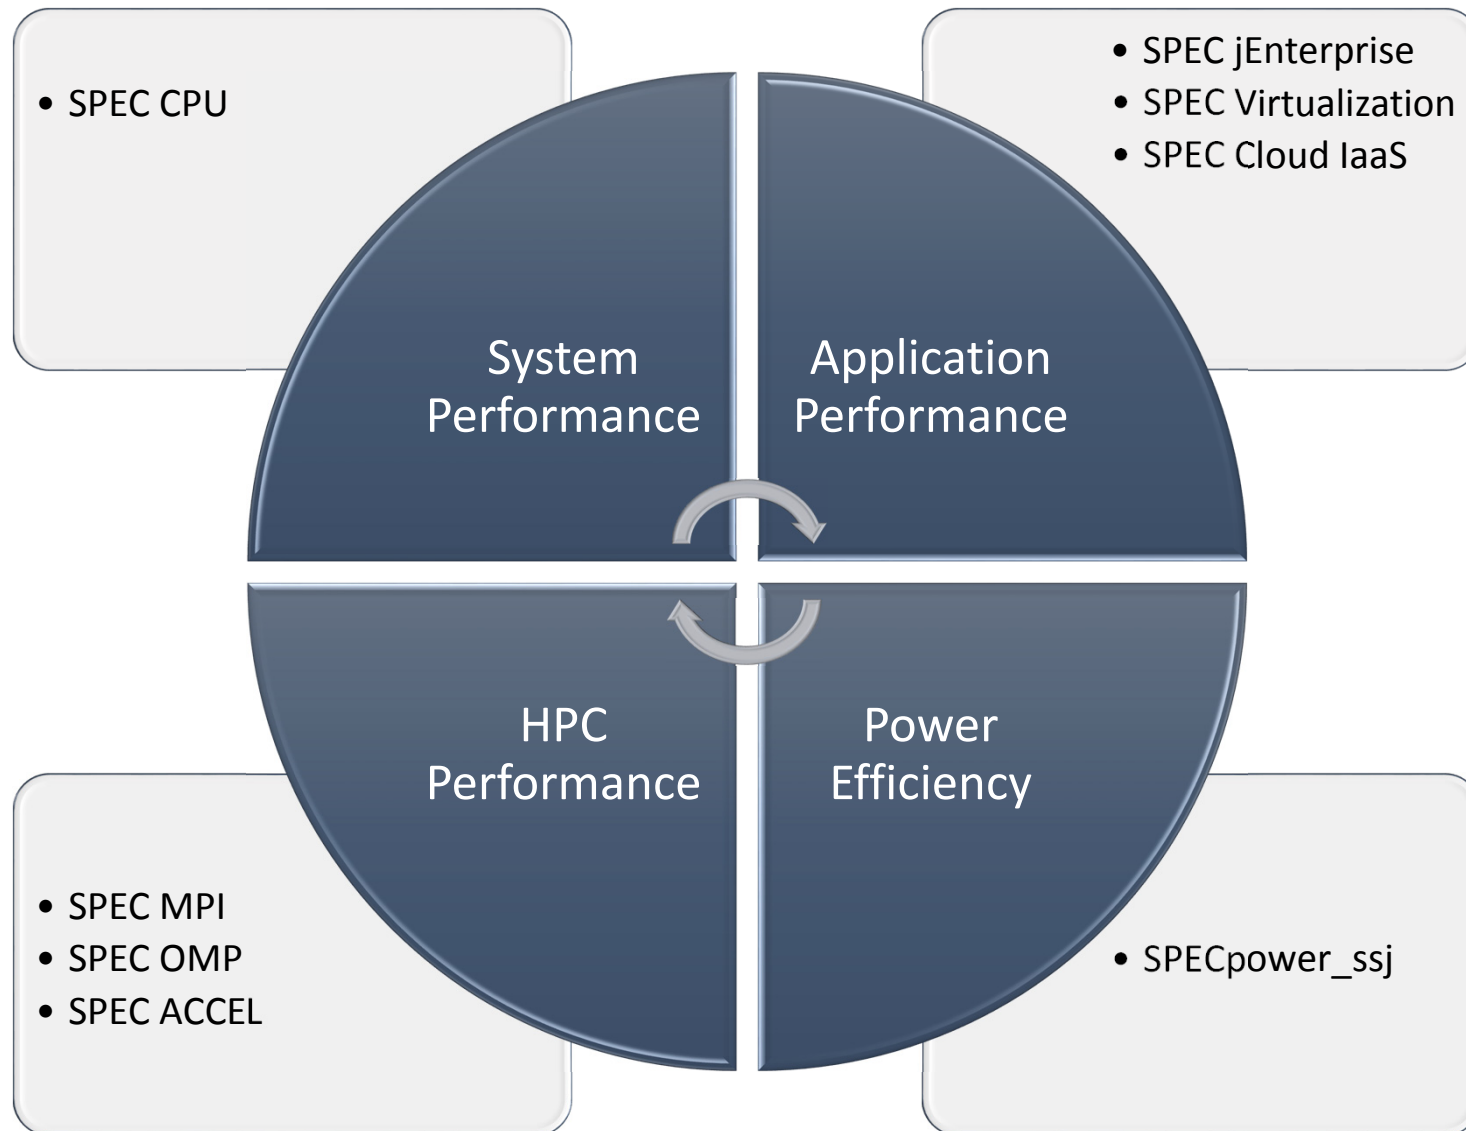 • SPEC CPU
• SPEC jEnterprise
• SPEC Virtualization
• SPEC Cloud IaaS
System
Performance
Application
Performance
HPC
Performance
Power
Efficiency
• SPEC MPI
• SPEC OMP
• SPEC ACCEL
• SPECpower_ssj